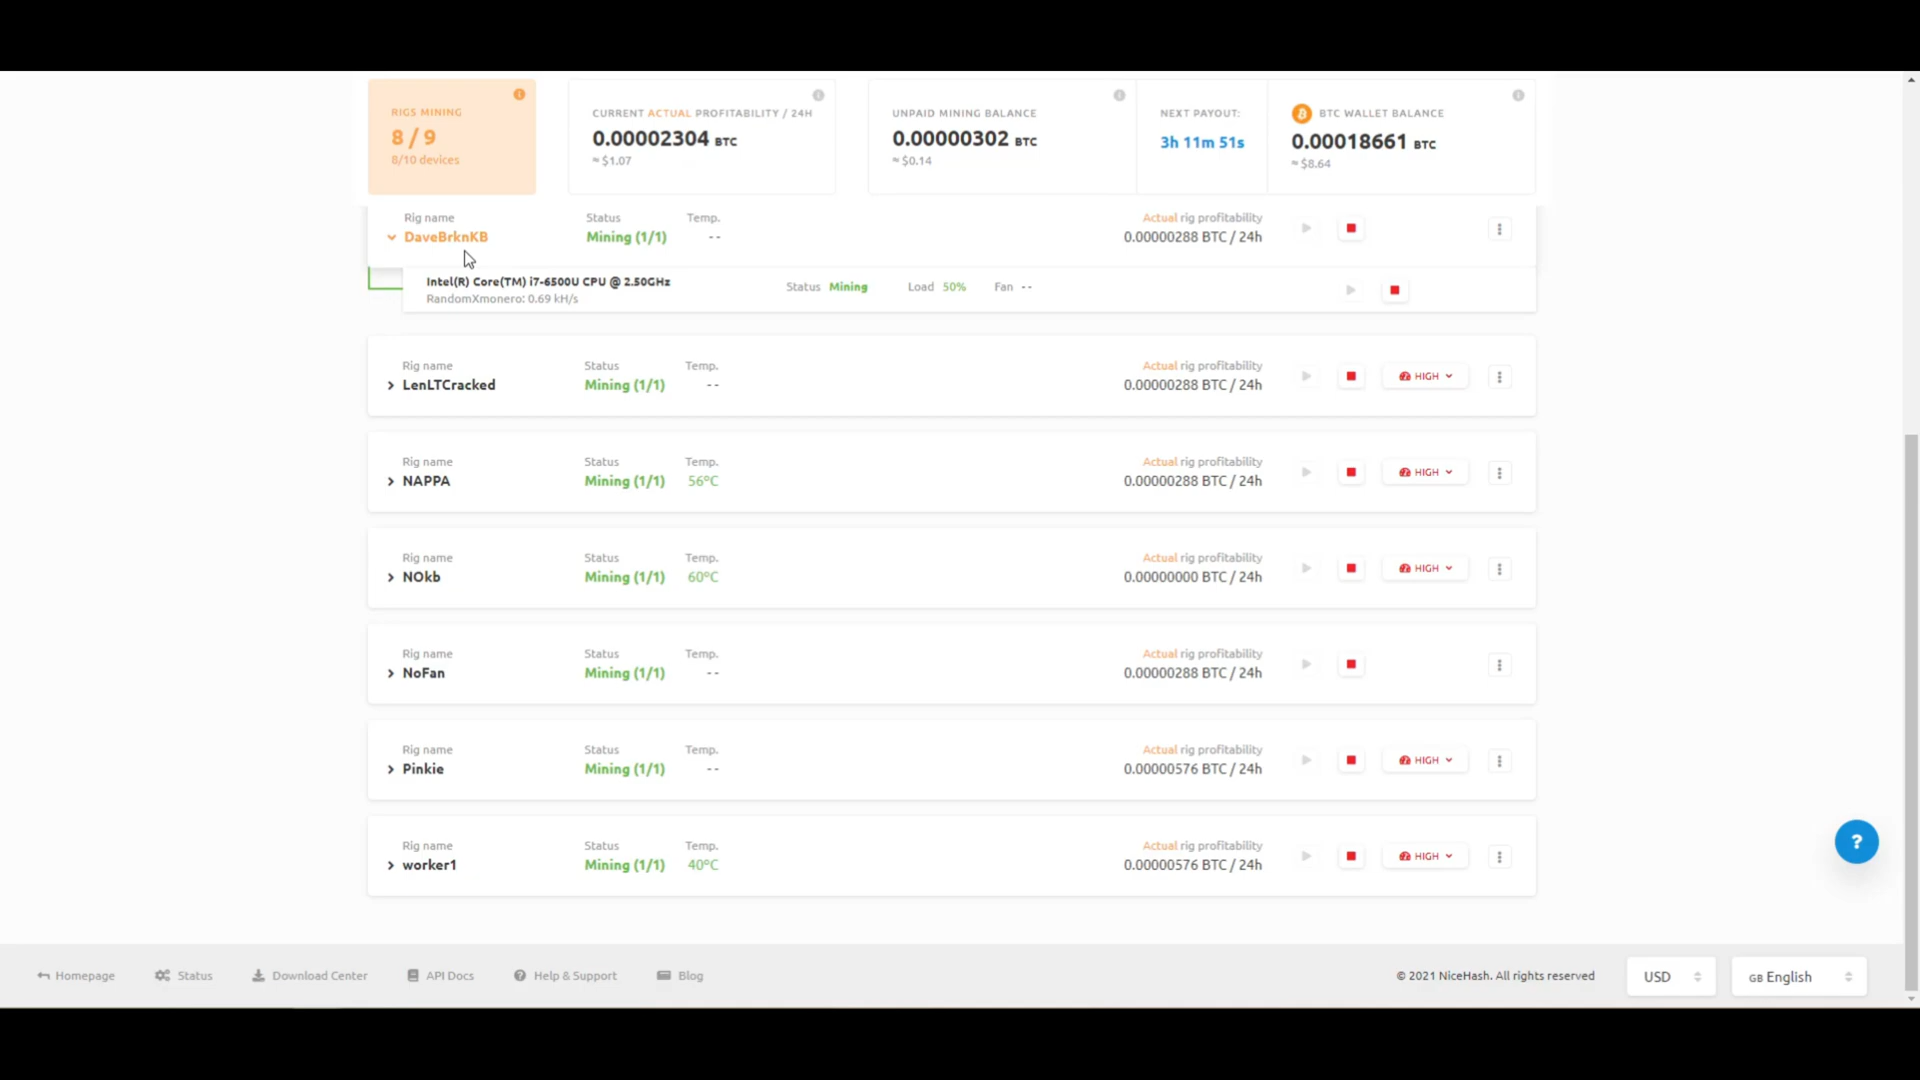 RIGS MINING
8 / 9
8/10 devices
CURRENT ACTUAL PROFITABILITY / 24H
0.00002304 BTC
≈ $1.07
UNPAID MINING BALANCE
0.00000302 BTC
≈ $0.14
NEXT PAYOUT:
3h 11m 51s
BTC WALLET BALANCE
0.00018661 BTC
≈ $8.64
Rig name Status Temp. Actual rig profitability
DaveBrknKB Mining (1/1) -- 0.00000288 BTC / 24h
Intel(R) Core(TM) i7-6500U CPU @ 2.50GHz Status Mining Load 50% Fan --
RandomXmonero: 0.69 kH/s
Rig name Status Temp. Actual rig profitability
LenLTCracked Mining (1/1) -- 0.00000288 BTC / 24h HIGH
Rig name Status Temp. Actual rig profitability
NAPPA Mining (1/1) 56°C 0.00000288 BTC / 24h HIGH
Rig name Status Temp. Actual rig profitability
NOkb Mining (1/1) 60°C 0.00000000 BTC / 24h HIGH
Rig name Status Temp. Actual rig profitability
NoFan Mining (1/1) -- 0.00000288 BTC / 24h
Rig name Status Temp. Actual rig profitability
Pinkie Mining (1/1) -- 0.00000576 BTC / 24h HIGH
Rig name Status Temp. Actual rig profitability
worker1 Mining (1/1) 40°C 0.00000576 BTC / 24h HIGH
?
Homepage Status Download Center API Docs Help & Support Blog © 2021 NiceHash. All rights reserved USD GB English